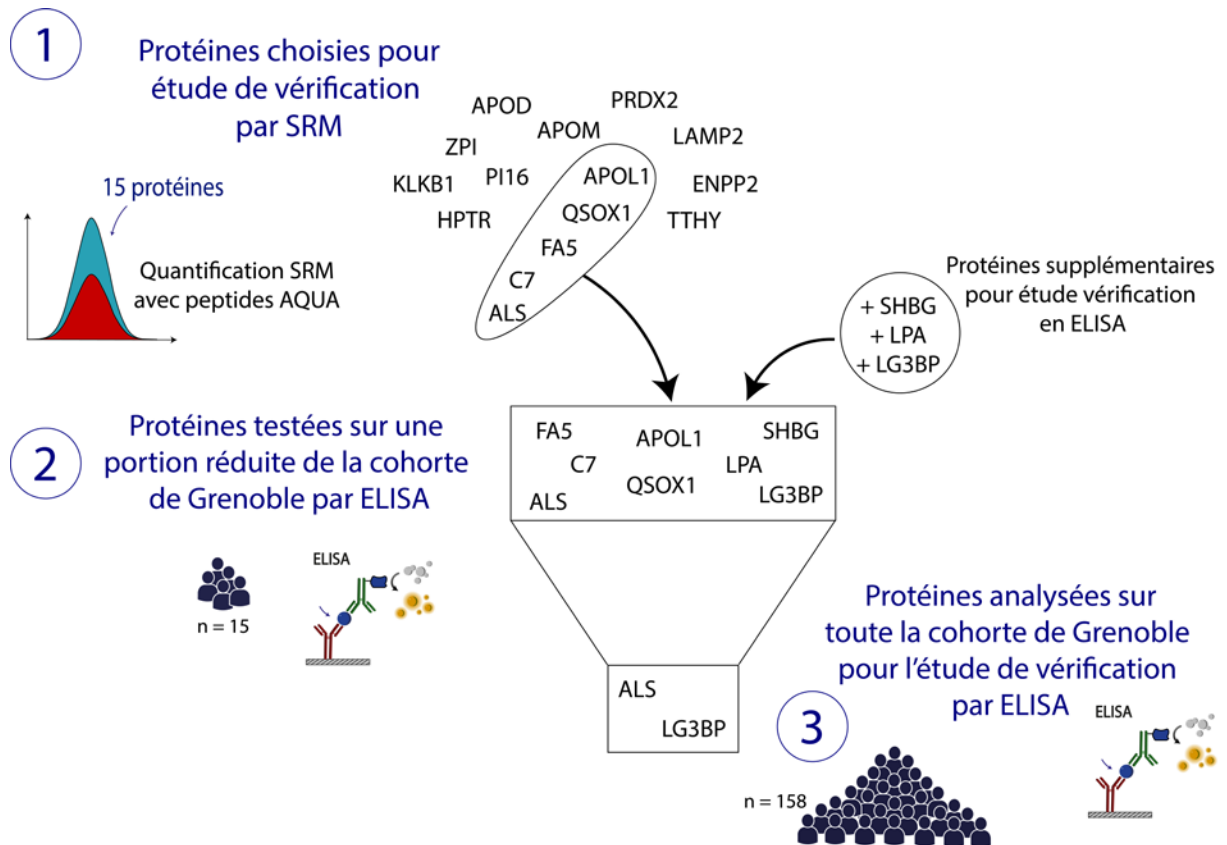 1
Protéines choisies pour
étude de vérification
par SRM
15 protéines
Quantification SRM
avec peptides AQUA
PRDX2
APOD
APOM
LAMP2
ZPI
KLKB1
PI16
APOL1
ENPP2
HPTR
QSOX1
TTHY
FA5
C7
ALS
Protéines supplémentaires
pour étude vérification
en ELISA
+ SHBG
+ LPA
+ LG3BP
2
Protéines testées sur une
portion réduite de la cohorte
de Grenoble par ELISA
n = 15
ELISA
FA5
APOL1
SHBG
C7
LPA
QSOX1
ALS
LG3BP
ALS
LG3BP
3
Protéines analysées sur
toute la cohorte de Grenoble
pour l'étude de vérification
par ELISA
n = 158
ELISA